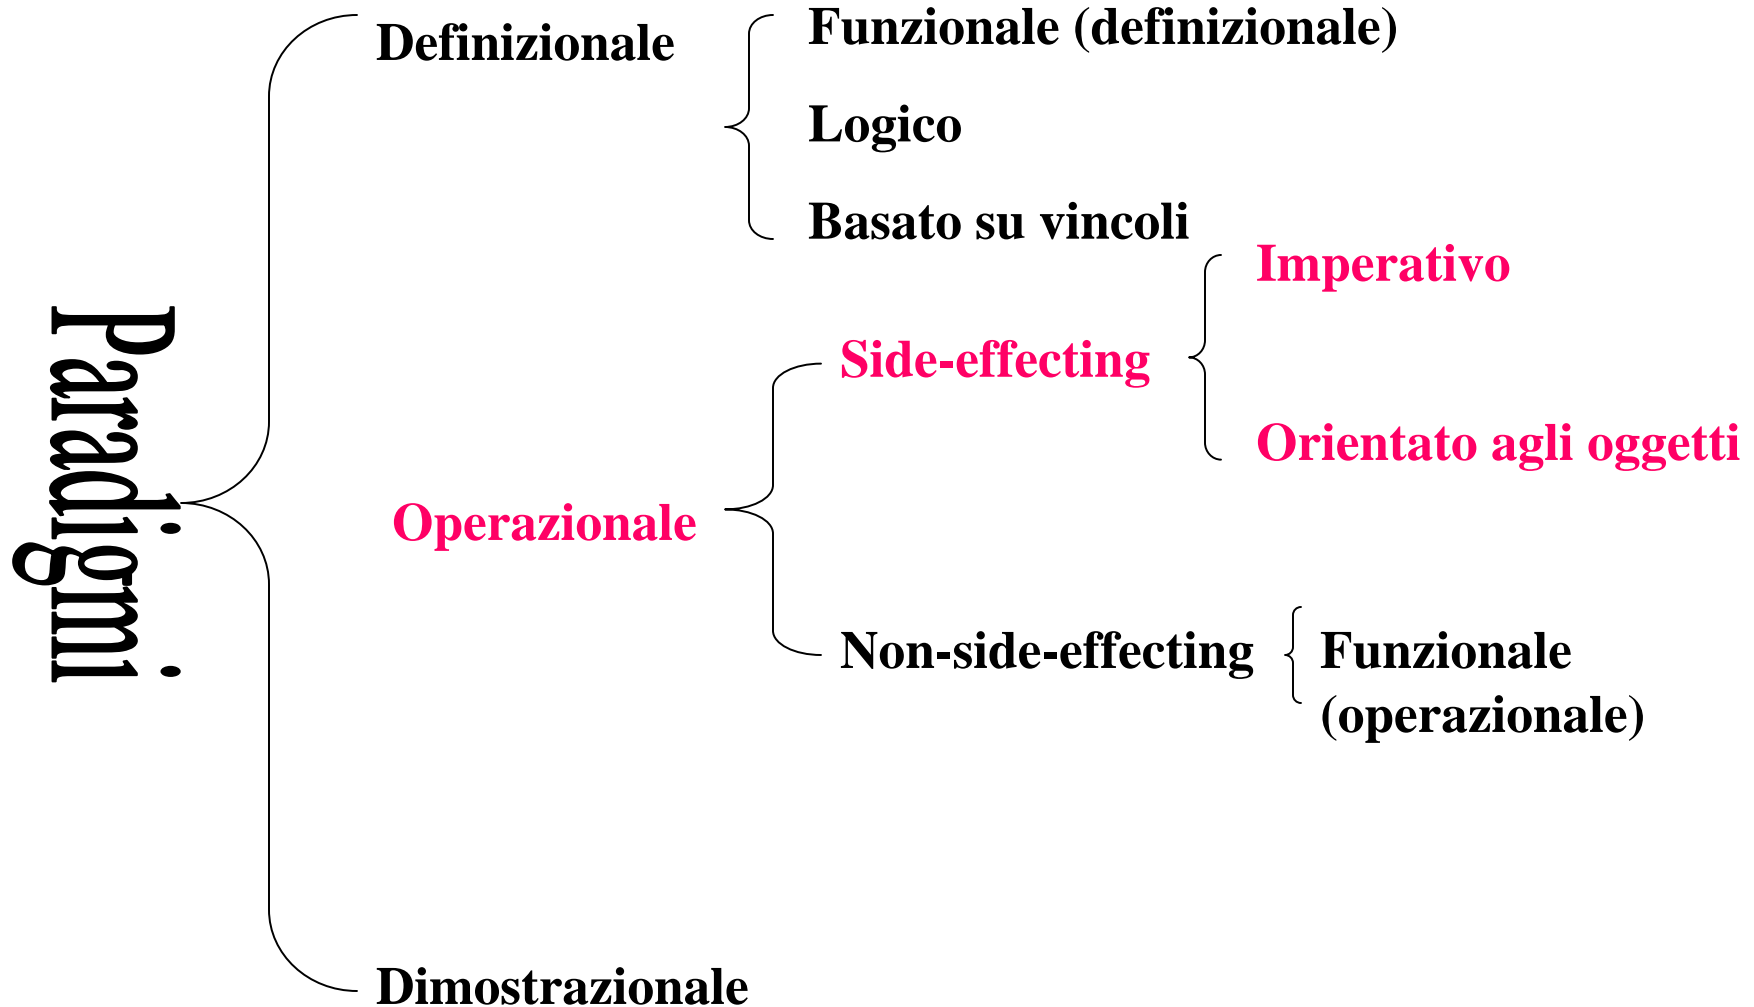 Paradigmi
Definizionale
Funzionale (definizionale)
Logico
Basato su vincoli
Operazionale
Side-effecting
Imperativo
Orientato agli oggetti
Non-side-effecting
Funzionale
(operazionale)
Dimostrazionale